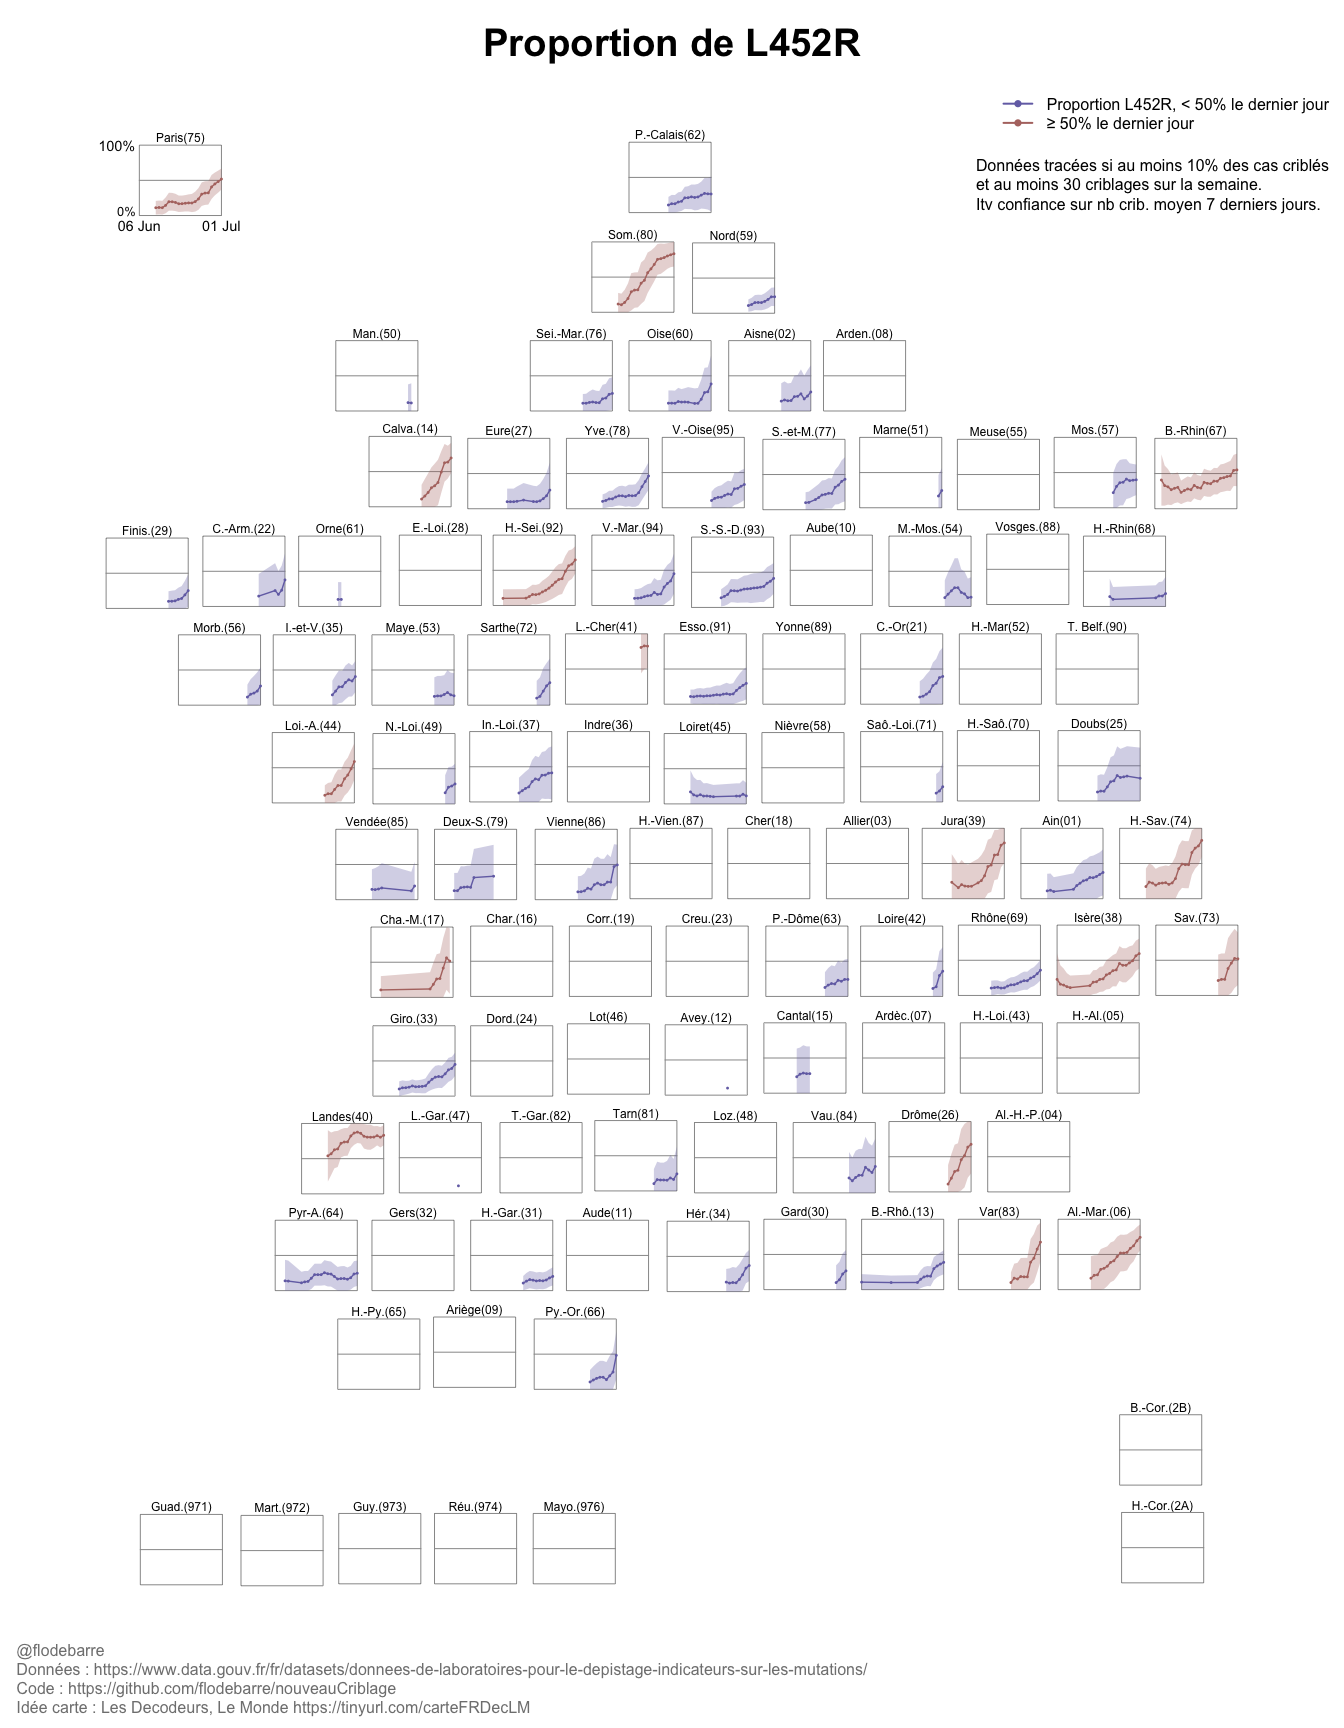 Proportion de L452R
Proportion L452R, < 50% le dernier jour
≥ 50% le dernier jour
Données tracées si au moins 10% des cas criblés
et au moins 30 criblages sur la semaine.
Itv confiance sur nb crib. moyen 7 derniers jours.
Paris(75)
100%
0%
06 Jun 01 Jul
P.-Calais(62)
Som.(80) Nord(59)
Man.(50) Sei.-Mar.(76) Oise(60) Aisne(02) Arden.(08)
Calva.(14) Eure(27) Yve.(78) V.-Oise(95) S.-et-M.(77) Marne(51) Meuse(55) Mos.(57) B.-Rhin(67)
Finis.(29) C.-Arm.(22) Orne(61) E.-Loi.(28) H.-Sei.(92) V.-Mar.(94) S.-S.-D.(93) Aube(10) M.-Mos.(54) Vosges.(88) H.-Rhin(68)
Morb.(56) I.-et-V.(35) Maye.(53) Sarthe(72) L.-Cher(41) Esso.(91) Yonne(89) C.-Or(21) H.-Mar(52) T. Belf.(90)
Loi.-A.(44) N.-Loi.(49) In.-Loi.(37) Indre(36) Loiret(45) Nièvre(58) Saô.-Loi.(71) H.-Saô.(70) Doubs(25)
Vendée(85) Deux-S.(79) Vienne(86) H.-Vien.(87) Cher(18) Allier(03) Jura(39) Ain(01) H.-Sav.(74)
Cha.-M.(17) Char.(16) Corr.(19) Creu.(23) P.-Dôme(63) Loire(42) Rhône(69) Isère(38) Sav.(73)
Giro.(33) Dord.(24) Lot(46) Avey.(12) Cantal(15) Ardèc.(07) H.-Loi.(43) H.-Al.(05)
Landes(40) L.-Gar.(47) T.-Gar.(82) Tarn(81) Loz.(48) Vau.(84) Drôme(26) Al.-H.-P.(04)
Pyr-A.(64) Gers(32) H.-Gar.(31) Aude(11) Hér.(34) Gard(30) B.-Rhô.(13) Var(83) Al.-Mar.(06)
H.-Py.(65) Ariège(09) Py.-Or.(66)
B.-Cor.(2B)
Guad.(971) Mart.(972) Guy.(973) Réu.(974) Mayo.(976) H.-Cor.(2A)
@flodebarre
Données : https://www.data.gouv.fr/fr/datasets/donnees-de-laboratoires-pour-le-depistage-indicateurs-sur-les-mutations/
Code : https://github.com/flodebarre/nouveauCriblage
Idée carte : Les Decodeurs, Le Monde https://tinyurl.com/carteFRDecLM